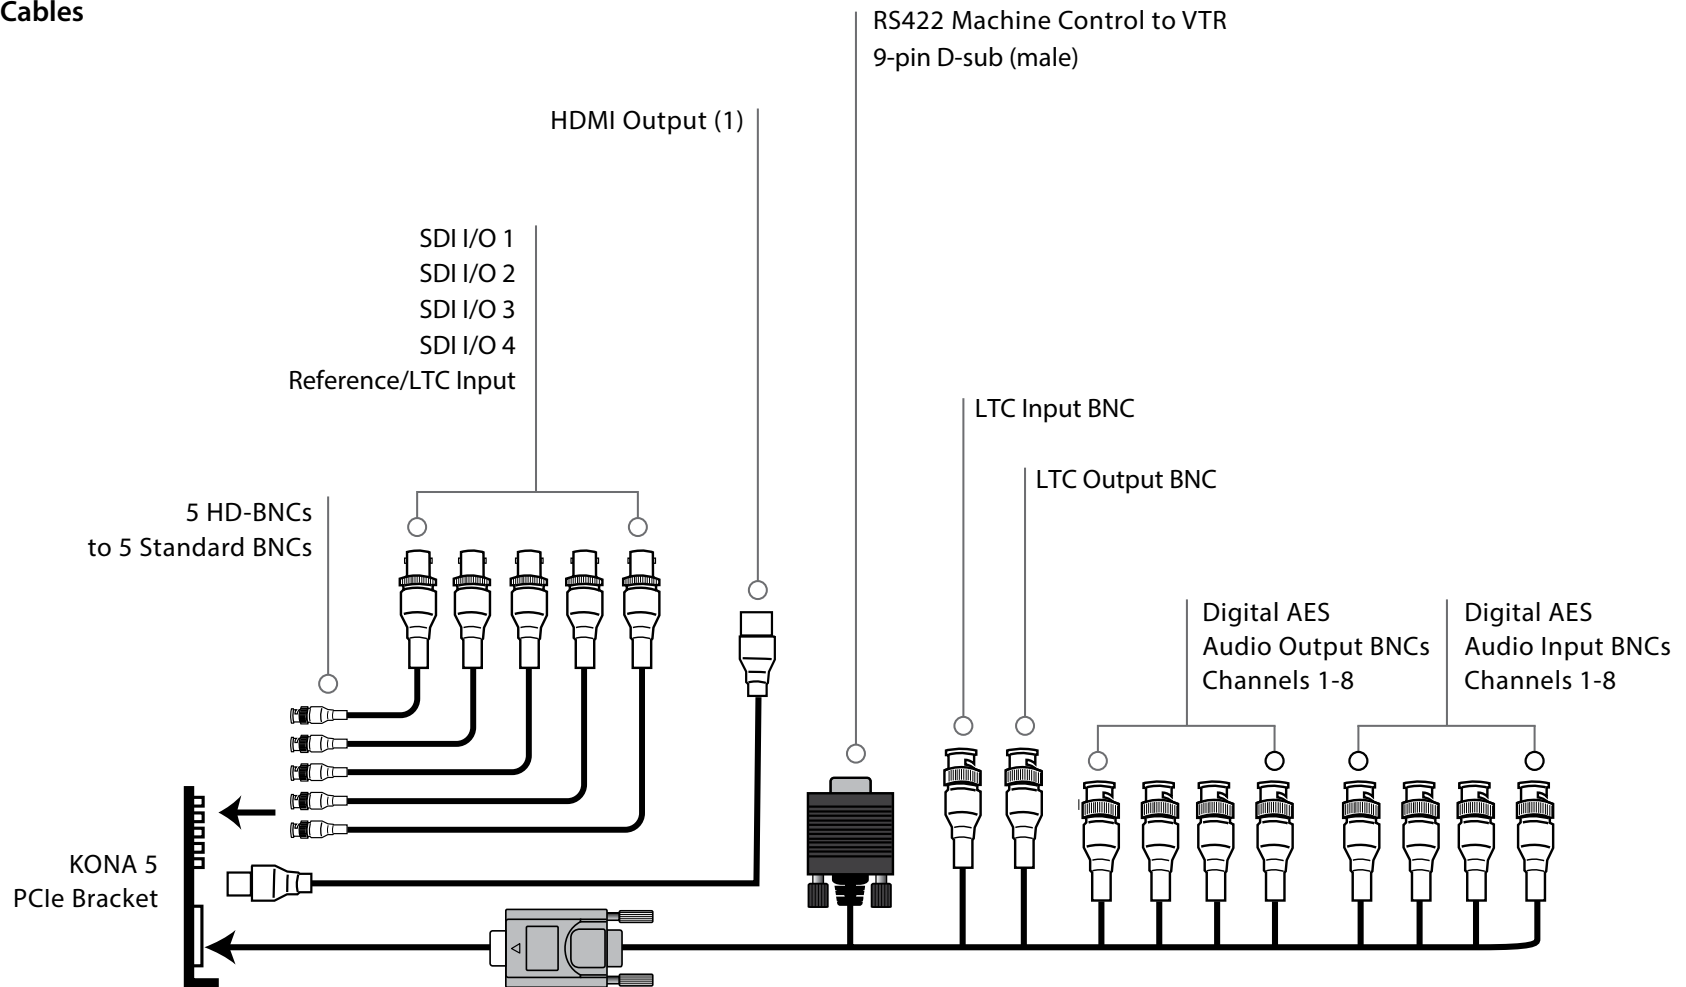 Cables
RS422 Machine Control to VTR
9-pin D-sub (male)
HDMI Output (1)
SDI I/O 1
SDI I/O 2
SDI I/O 3
SDI I/O 4
Reference/LTC Input
LTC Input BNC
LTC Output BNC
5 HD-BNCs
to 5 Standard BNCs
Digital AES
Audio Output BNCs
Channels 1-8
Digital AES
Audio Input BNCs
Channels 1-8
KONA 5
PCIe Bracket